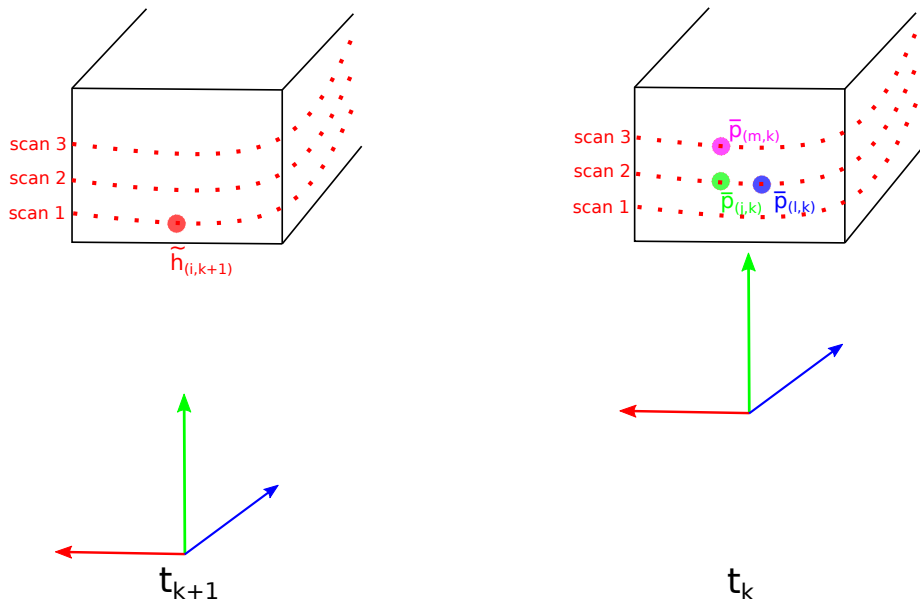 scan 3
scan 2
scan 1
h̃(i,k+1)
tk+1
scan 3
scan 2
scan 1
p̅(m,k)
p̅(j,k)
p̅(l,k)
tk